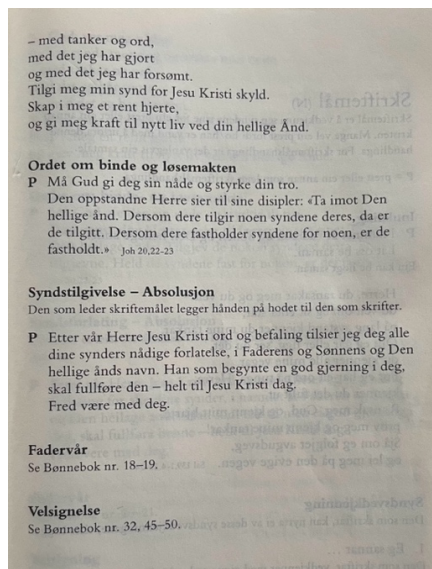 – med tanker og ord,
med det jeg har gjort
og med det jeg har forsømt.
Tilgi meg min synd for Jesu Kristi skyld.
Skap i meg et rent hjerte,
og gi meg kraft til nytt liv ved din hellige Ånd.
Ordet om binde og løsemakten
P Må Gud gi deg sin nåde og styrke din tro.
Den oppstandne Herre sier til sine disipler: «Ta imot Den
hellige ånd. Dersom dere tilgir noen syndene deres, da er
de tilgitt. Dersom dere fastholder syndene for noen, er de
fastholdt.» Joh 20,22-23
Syndstilgivelse – Absolusjon
Den som leder skriftemålet legger hånden på hodet til den som skrifter.
P Etter vår Herre Jesu Kristi ord og befaling tilsier jeg deg alle
dine synders nådige forlatelse, i Faderens og Sønnens og Den
hellige ånds navn. Han som begynte en god gjerning i deg,
skal fullføre den – helt til Jesu Kristi dag.
Fred være med deg.
Fadervår
Se Bønnebok nr. 18–19.
Velsignelse
Se Bønnebok nr. 32, 45–50.